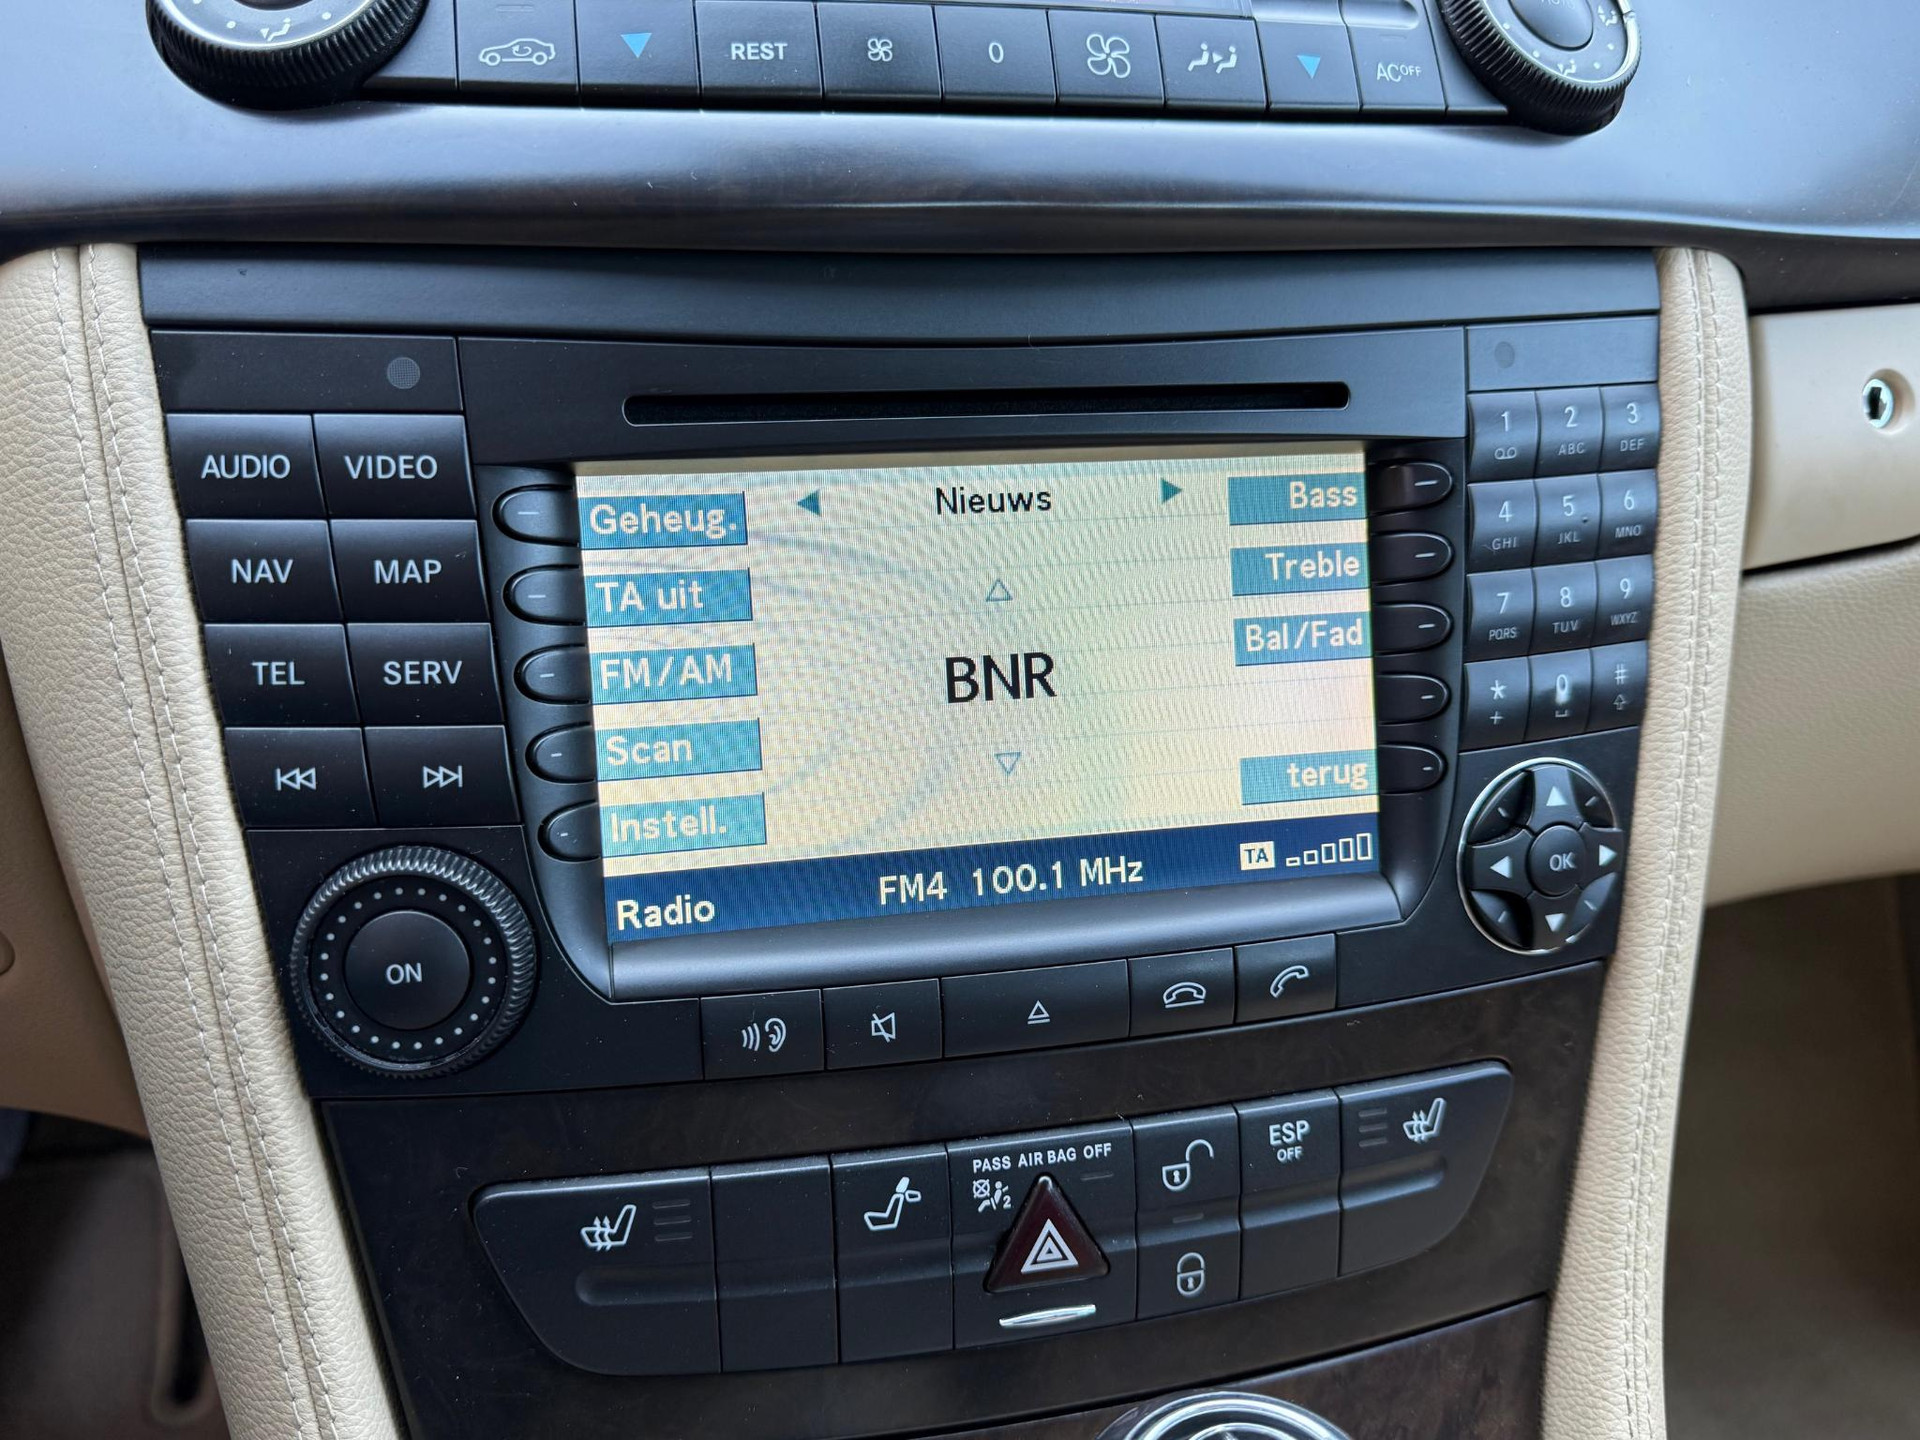 REST
0
AC OFF
AUDIO
VIDEO
NAV
MAP
TEL
SERV
ON
Geheug.
TA uit
FM/AM
Scan
Instell.
Nieuws
BNR
Bass
Treble
Bal/Fad
terug
Radio
FM4 100.1 MHz
TA
1
2 ABC
3 DEF
4 GHI
5 JKL
6 MNO
7 PQRS
8 TUV
9 WXYZ
* +
0
#
OK
PASS AIR BAG OFF
2
ESP
OFF